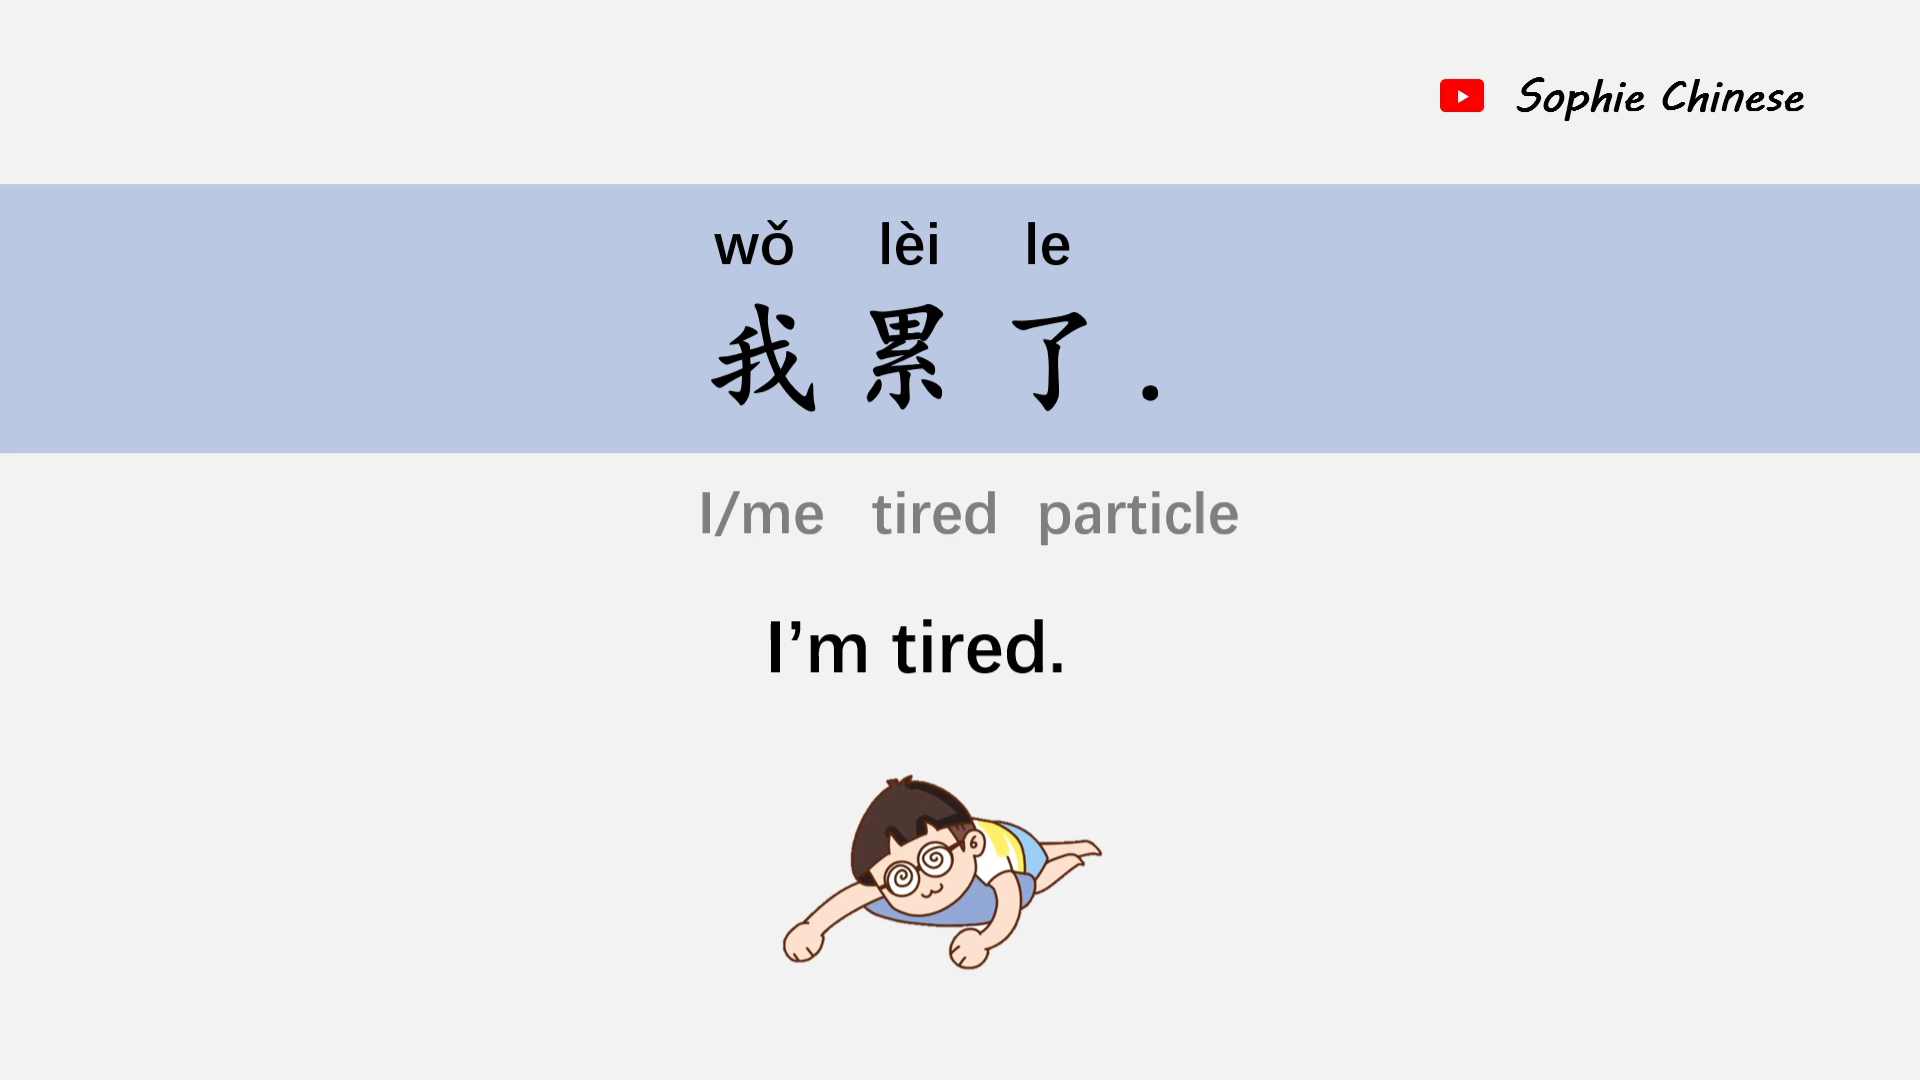 Sophie Chinese
wǒ lèi le
我累了.
I/me tired particle
I’m tired.